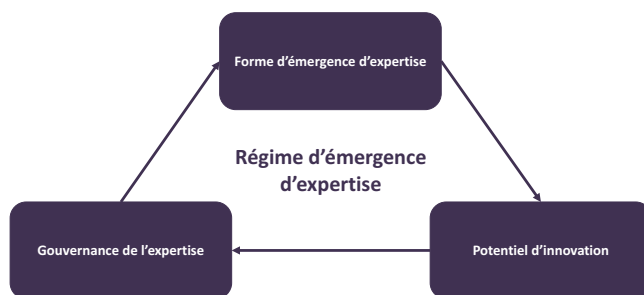 Forme d’émergence d’expertise
Régime d’émergence
d’expertise
Gouvernance de l’expertise
Potentiel d’innovation